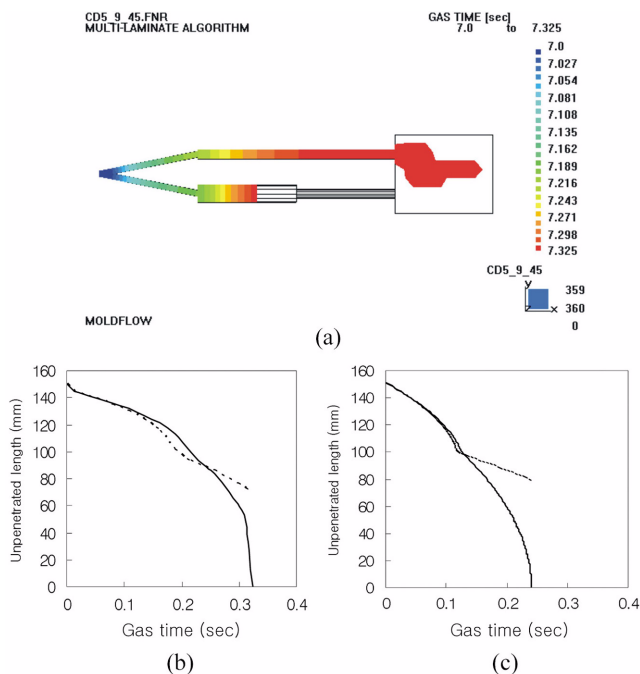 CD5_9_45.FNR
MULTI-LAMINATE ALGORITHM
GAS TIME [sec]
7.0 to 7.325
7.0
7.027
7.054
7.081
7.108
7.135
7.162
7.189
7.216
7.243
7.271
7.298
7.325
CD5_9_45
y
z x
359
360
0
MOLDFLOW
(a)
160
140
120
100
80
60
40
20
0
Unpenetrated length (mm)
0 0.1 0.2 0.3 0.4
Gas time (sec)
(b)
160
140
120
100
80
60
40
20
0
Unpenetrated length (mm)
0 0.1 0.2 0.3 0.4
Gas time (sec)
(c)